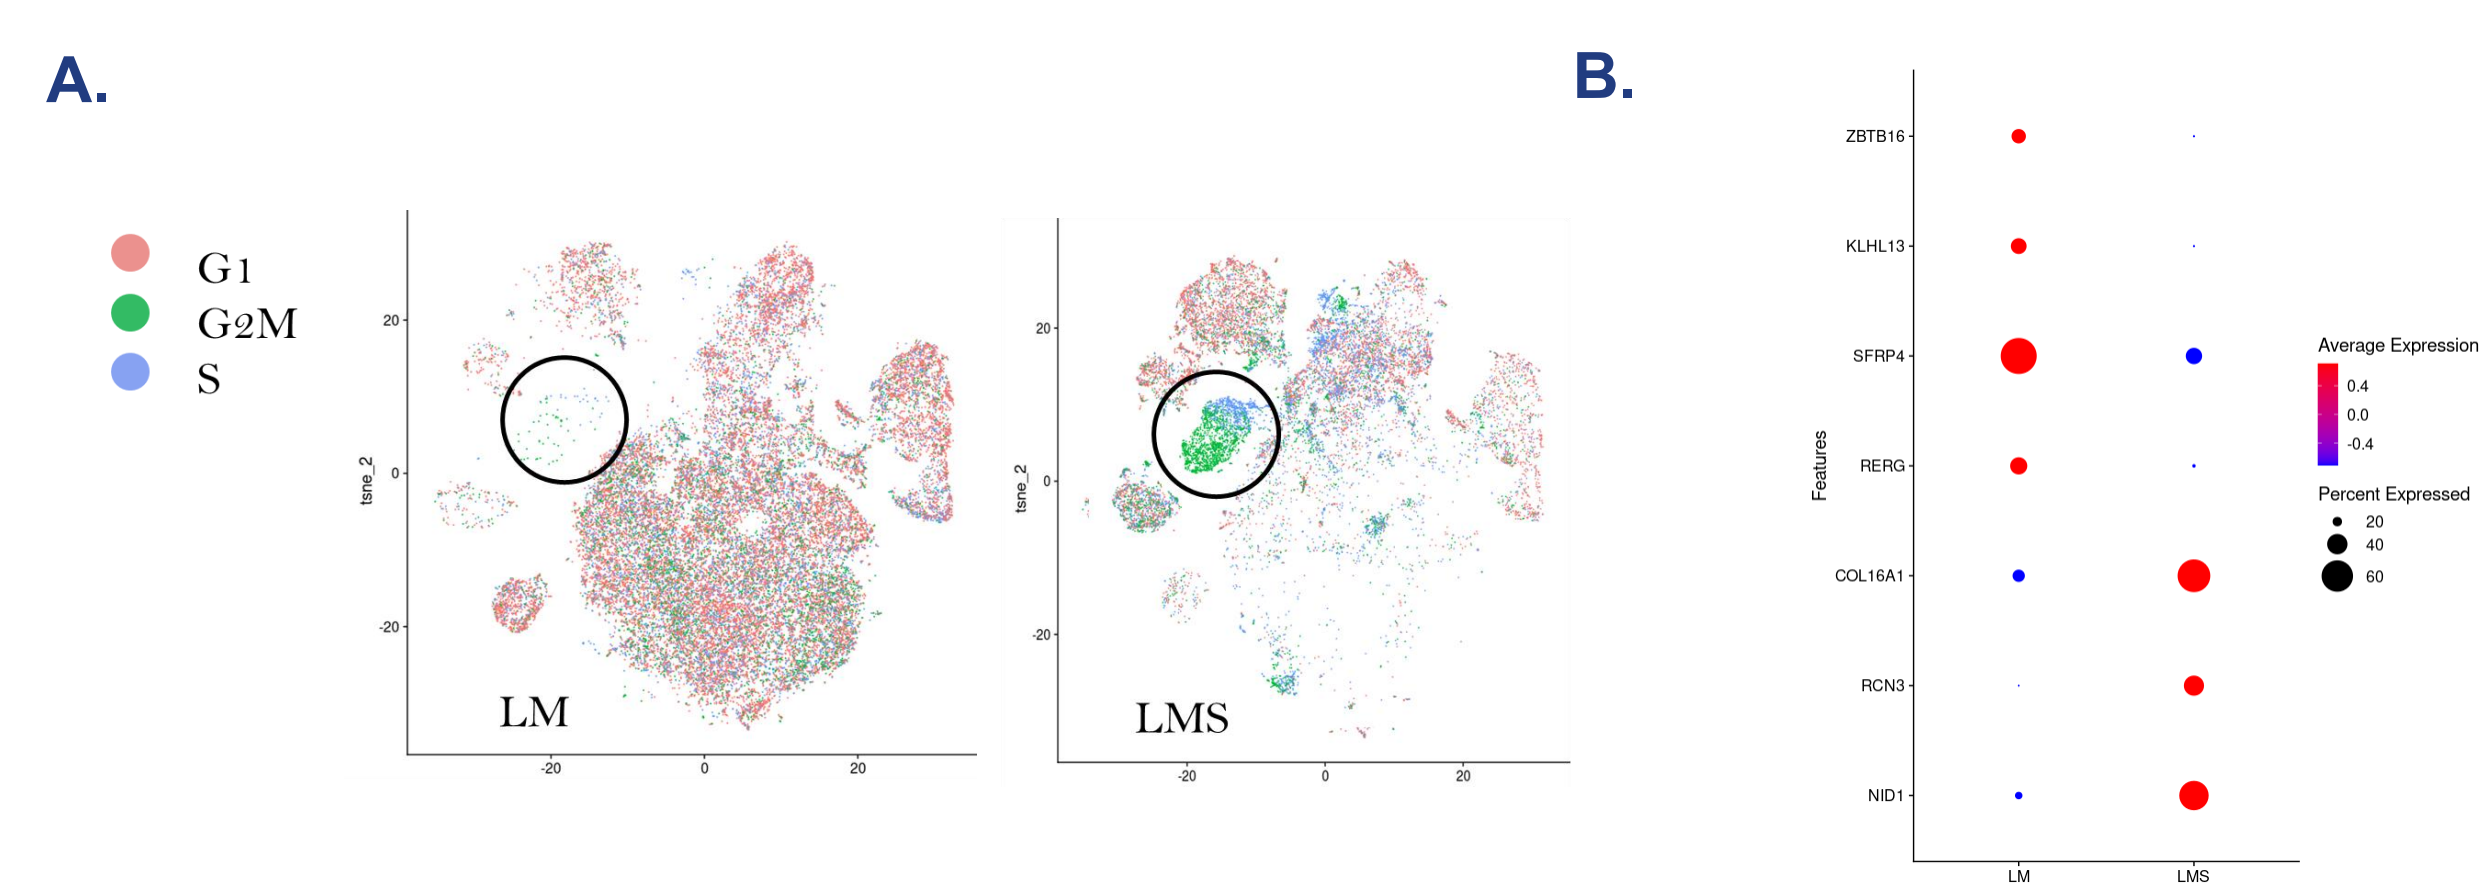 A.
G1
G2M
S
tsne_2
20
0
-20
-20
0
20
LM
tsne_2
20
0
-20
-20
0
20
LMS
B.
Features
ZBTB16
KLHL13
SFRP4
RERG
COL16A1
RCN3
NID1
LM
LMS
Average Expression
0.4
0.0
-0.4
Percent Expressed
20
40
60